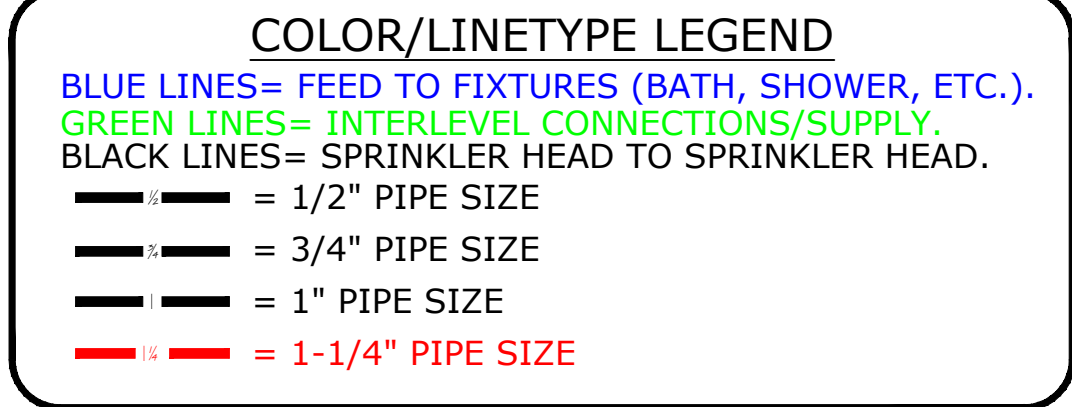 COLOR/LINETYPE LEGEND
BLUE LINES= FEED TO FIXTURES (BATH, SHOWER, ETC.).
GREEN LINES= INTERLEVEL CONNECTIONS/SUPPLY.
BLACK LINES= SPRINKLER HEAD TO SPRINKLER HEAD.
1/2 = 1/2" PIPE SIZE
3/4 = 3/4" PIPE SIZE
1 = 1" PIPE SIZE
1 1/4 = 1-1/4" PIPE SIZE